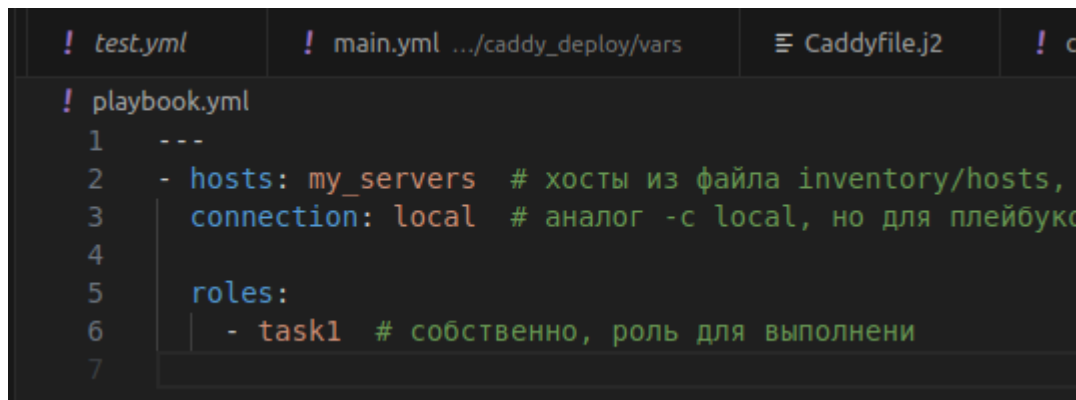 ! test.yml ! main.yml .../caddy_deploy/vars Caddyfile.j2 !
! playbook.yml
1 ---
2 - hosts: my_servers # хосты из файла inventory/hosts,
3 connection: local # аналог -c local, но для
4
5 roles:
6 - task1 # собственно, роль для выполнени
7